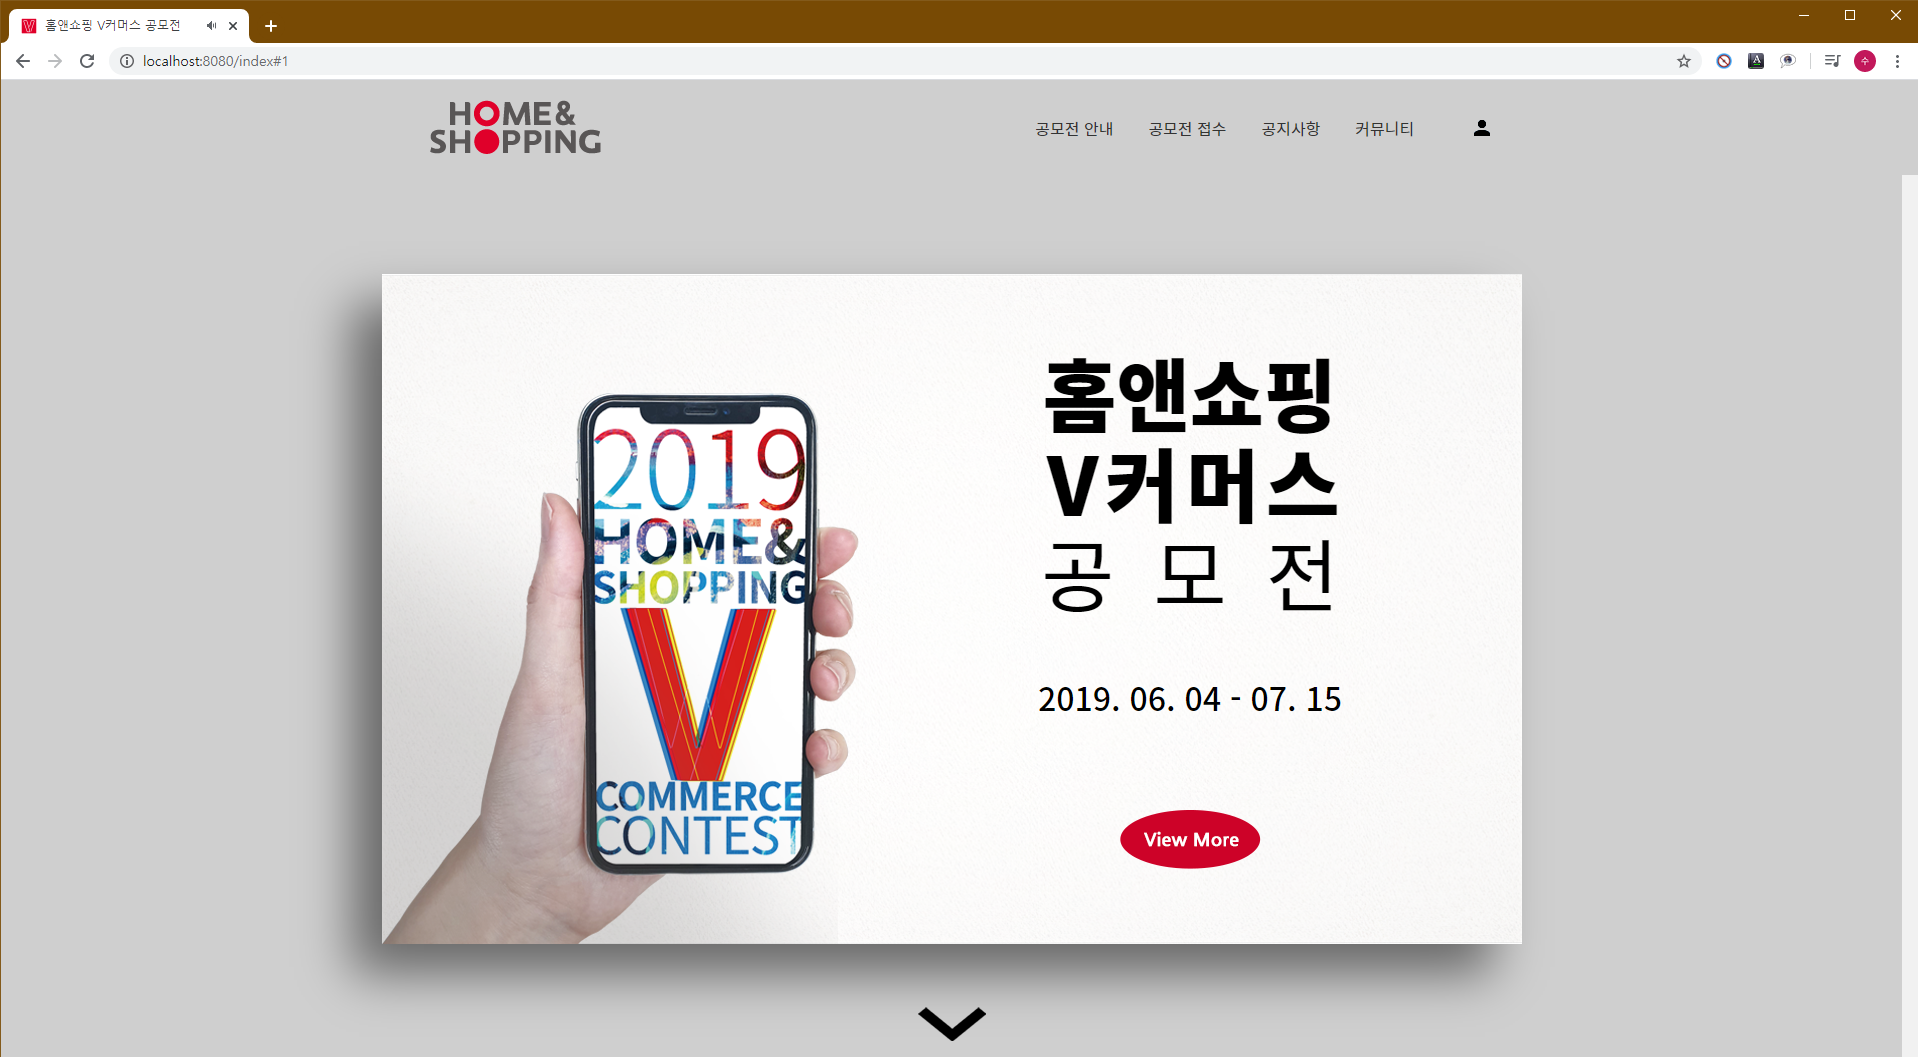 홈앤쇼핑 V커머스 공모전
localhost:8080/index#1
수
HOME&
SHOPPING
공모전 안내 공모전 접수 공지사항 커뮤니티
2019
HOME&
SHOPPING
V
COMMERCE
CONTEST
홈앤쇼핑
V커머스
공 모 전
2019. 06. 04 - 07. 15
View More